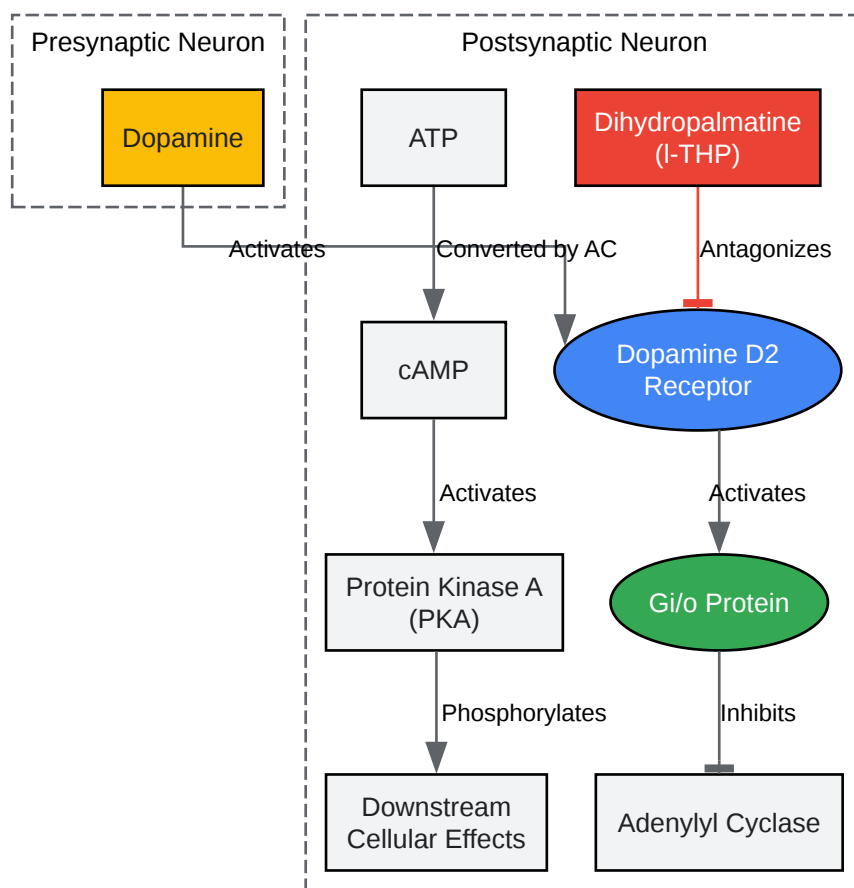 Presynaptic Neuron
Postsynaptic Neuron
Dopamine
ATP
Dihydropalmatine
(l-THP)
Activates
Converted by AC
Antagonizes
cAMP
Dopamine D2
Receptor
Activates
Activates
Protein Kinase A
(PKA)
Gi/o Protein
Phosphorylates
Inhibits
Downstream
Cellular Effects
Adenylyl Cyclase